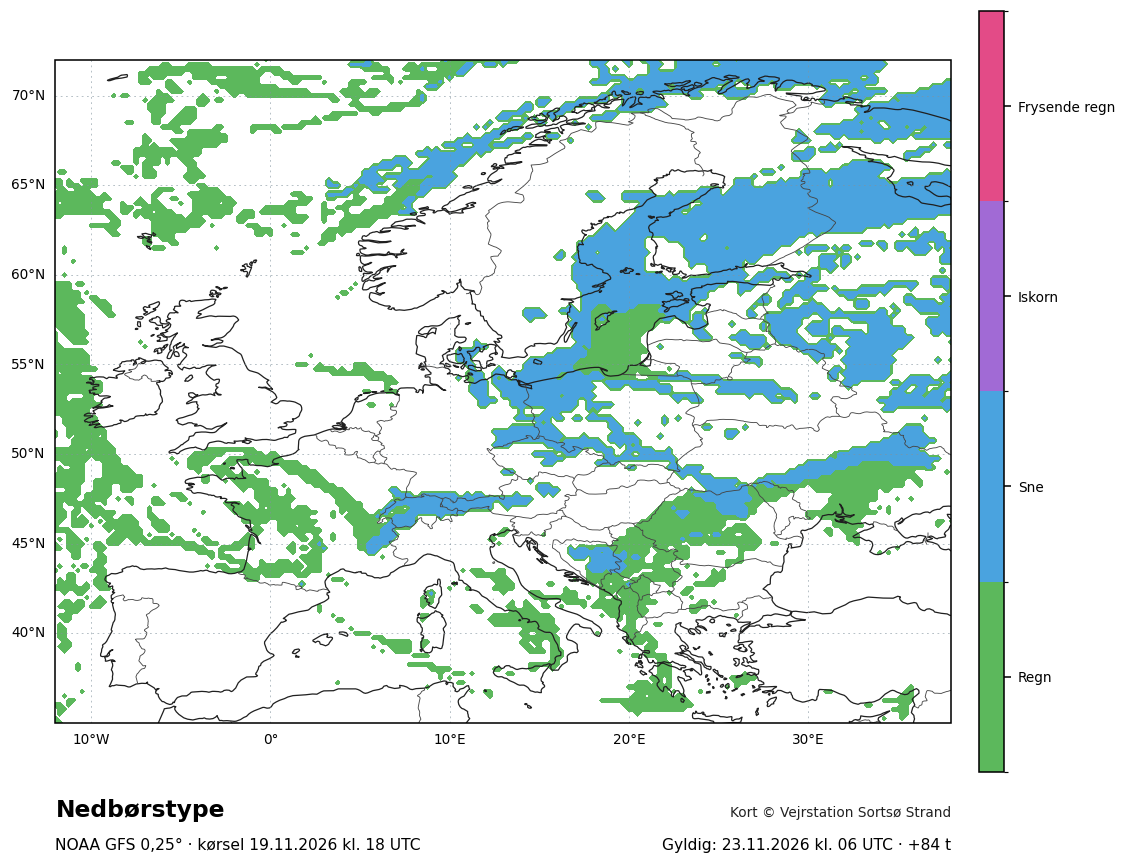 70°N
65°N
60°N
55°N
50°N
45°N
40°N
10°W
0°
10°E
20°E
30°E
Frysende regn
Iskorn
Sne
Regn
Nedbørstype
Kort © Vejrstation Sortsø Strand
NOAA GFS 0,25° · kørsel 19.11.2026 kl. 18 UTC
Gyldig: 23.11.2026 kl. 06 UTC · +84 t